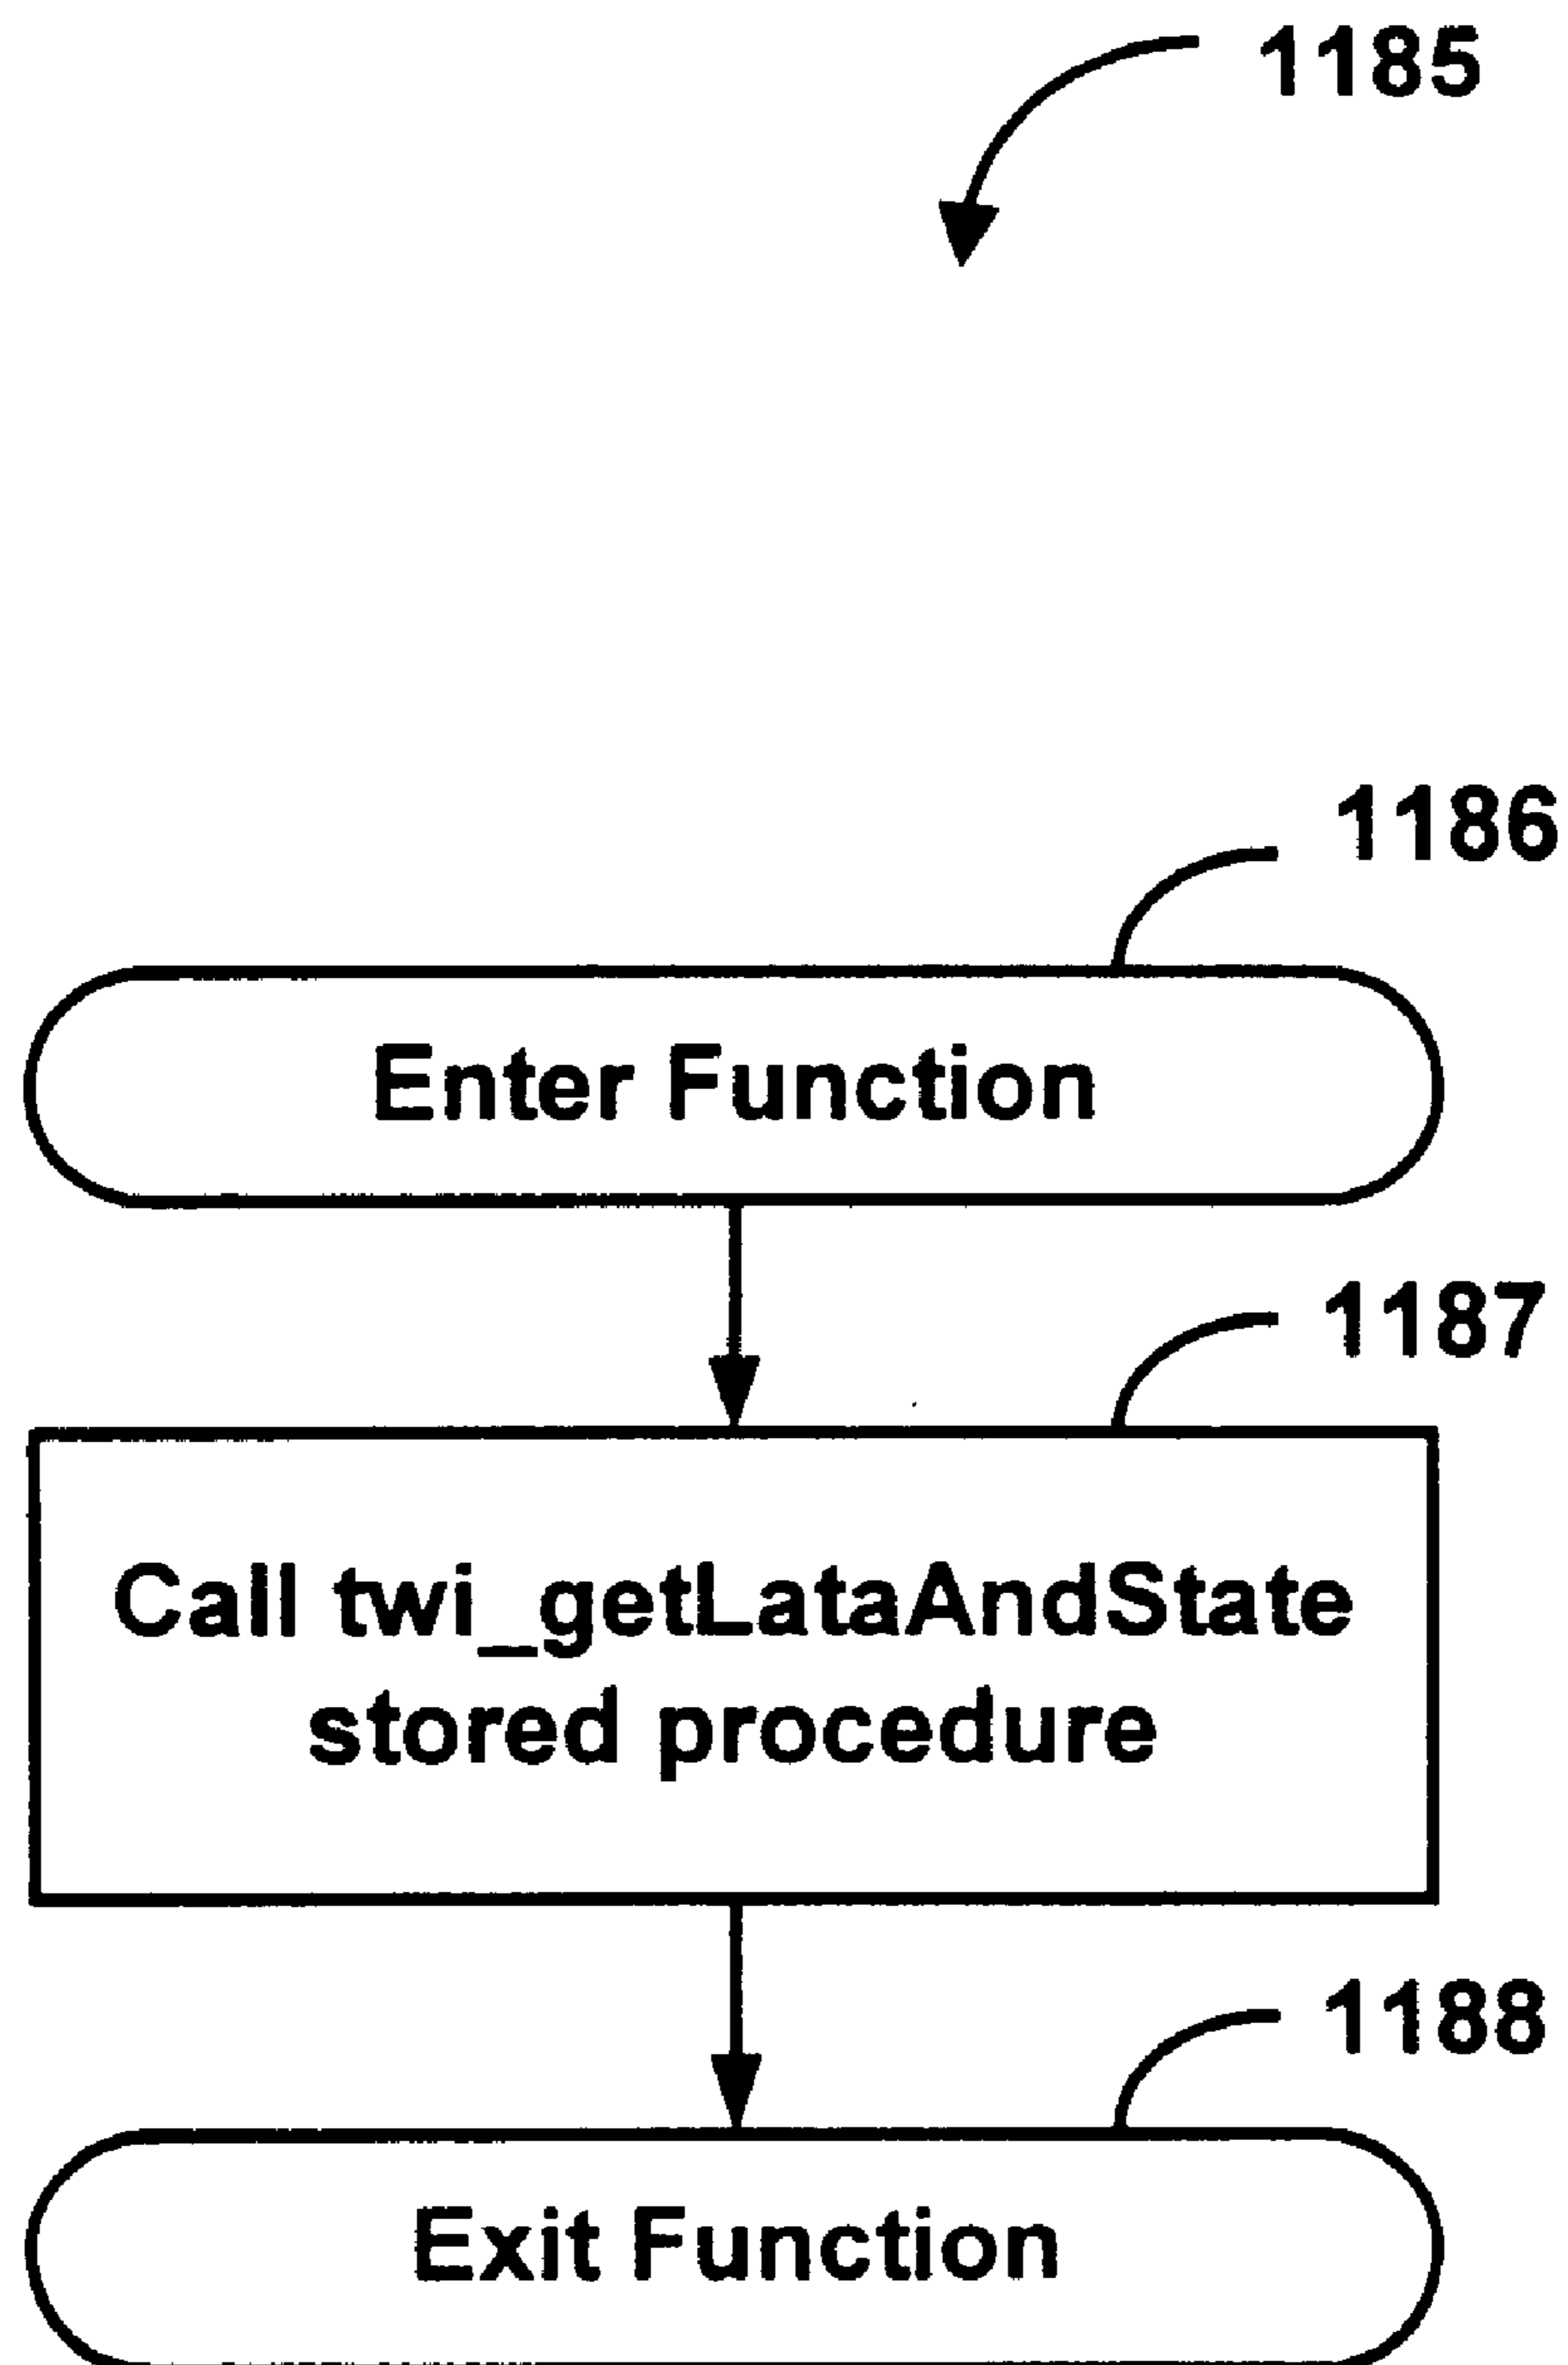 1185
1186
Enter Function
1187
Call twi_getLataAndState
stored procedure
1188
Exit Function